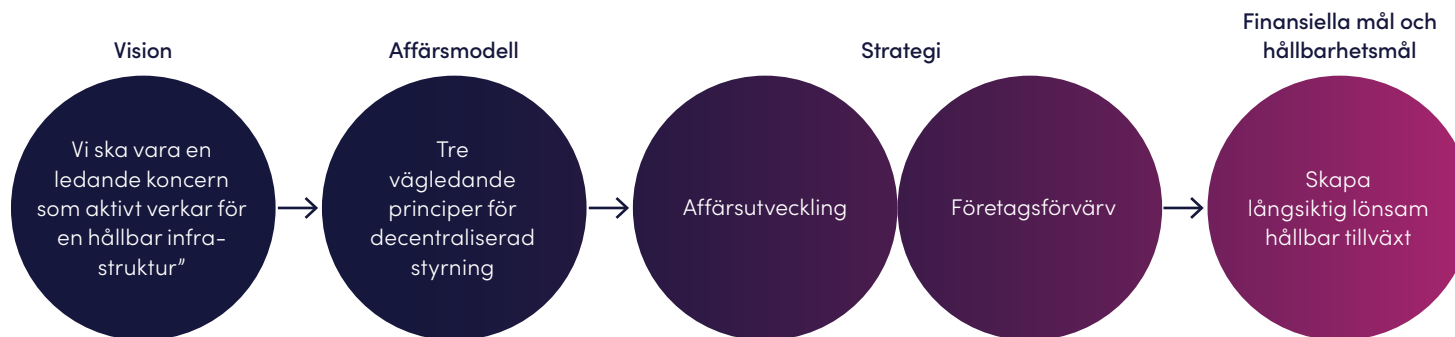 Vision
Vi ska vara en
ledande koncern
som aktivt verkar för
en hållbar infra-
struktur”
Affärsmodell
Tre
vägledande
principer för
decentraliserad
styrning
Strategi
Affärsutveckling
Företagsförvärv
Finansiella mål och
hållbarhetsmål
Skapa
långsiktig lönsam
hållbar tillväxt